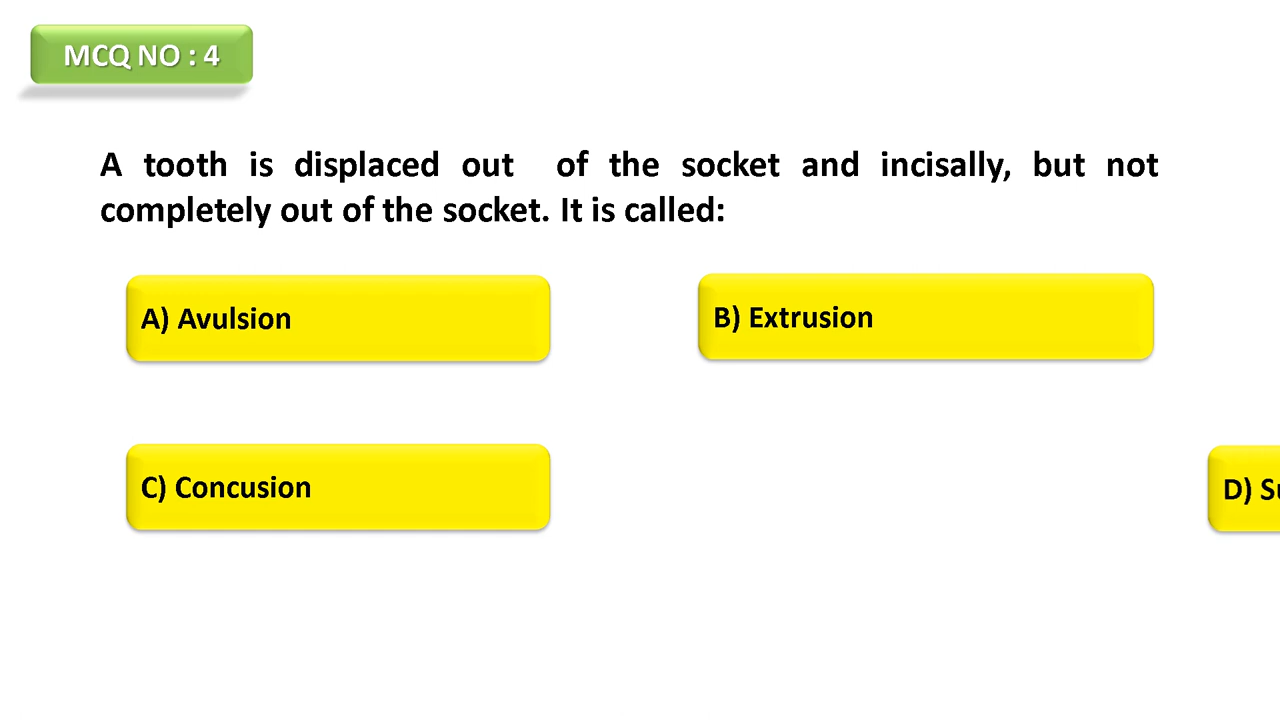 MCQ NO : 4
A tooth is displaced out of the socket and incisally, but not
completely out of the socket. It is called:
A) Avulsion
B) Extrusion
C) Concusion
D)